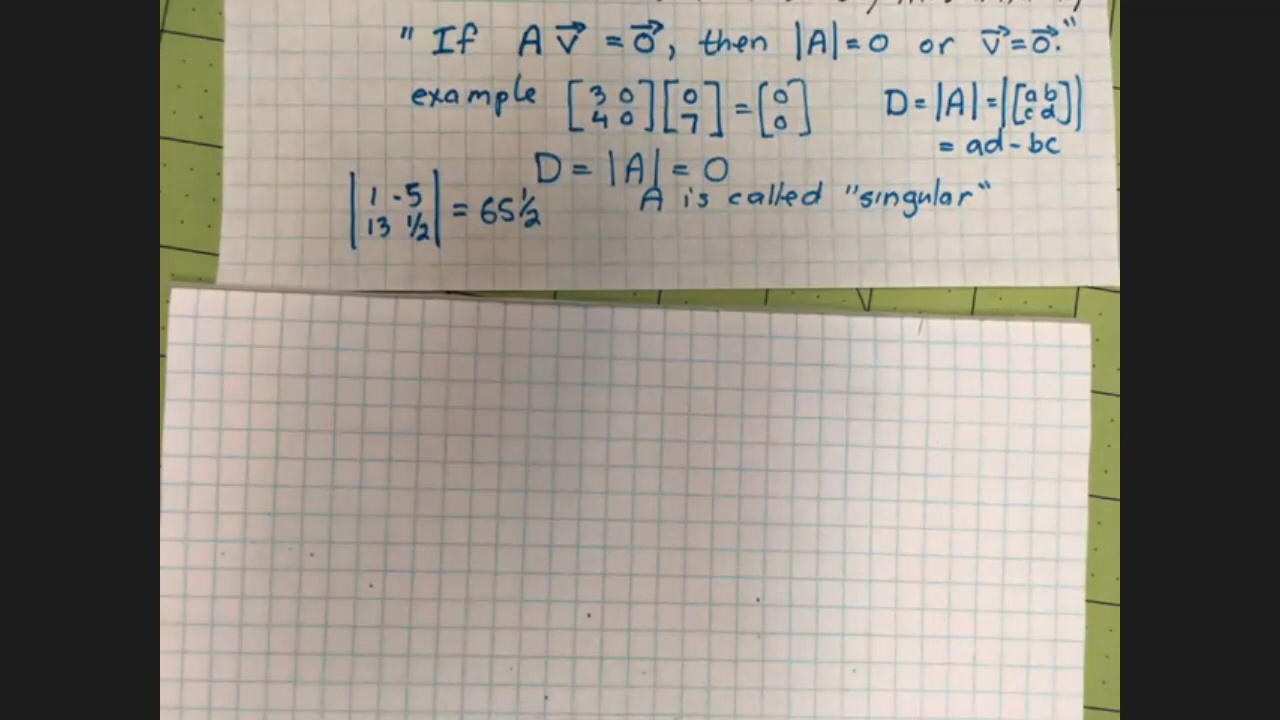 " If A v⃗ = 0⃗, then |A| = 0 or v⃗ = 0⃗."
example [3 0 4 0] [0 7] = [0 0]
D = |A| = |[a b c d]|
= ad - bc
D = |A| = 0
A is called "singular"
|1 -5 13 1/2| = 65 1/2